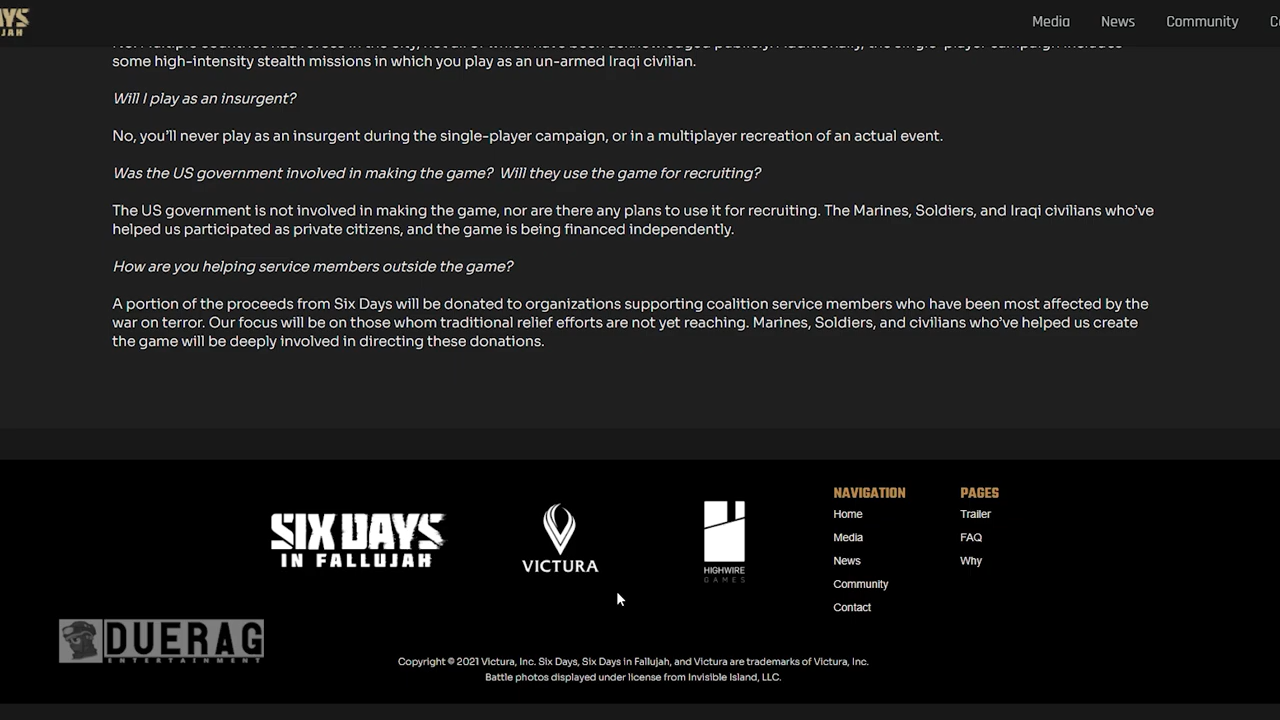 Media News Community
some high-intensity stealth missions in which you play as an un-armed Iraqi civilian.
Will I play as an insurgent?
No, you'll never play as an insurgent during the single-player campaign, or in a multiplayer recreation of an actual event.
Was the US government involved in making the game?  Will they use the game for recruiting?
The US government is not involved in making the game, nor are there any plans to use it for recruiting. The Marines, Soldiers, and Iraqi civilians who've
helped us participated as private citizens, and the game is being financed independently.
How are you helping service members outside the game?
A portion of the proceeds from Six Days will be donated to organizations supporting coalition service members who have been most affected by the
war on terror. Our focus will be on those whom traditional relief efforts are not yet reaching. Marines, Soldiers, and civilians who've helped us create
the game will be deeply involved in directing these donations.
SIX DAYS
IN FALLUJAH
VICTURA
HIGHWIRE
GAMES
NAVIGATION
Home
Media
News
Community
Contact
PAGES
Trailer
FAQ
Why
DUERAG
ENTERTAINMENT
Copyright © 2021 Victura, Inc. Six Days, Six Days in Fallujah, and Victura are trademarks of Victura, Inc.
Battle photos displayed under license from Invisible Island, LLC.